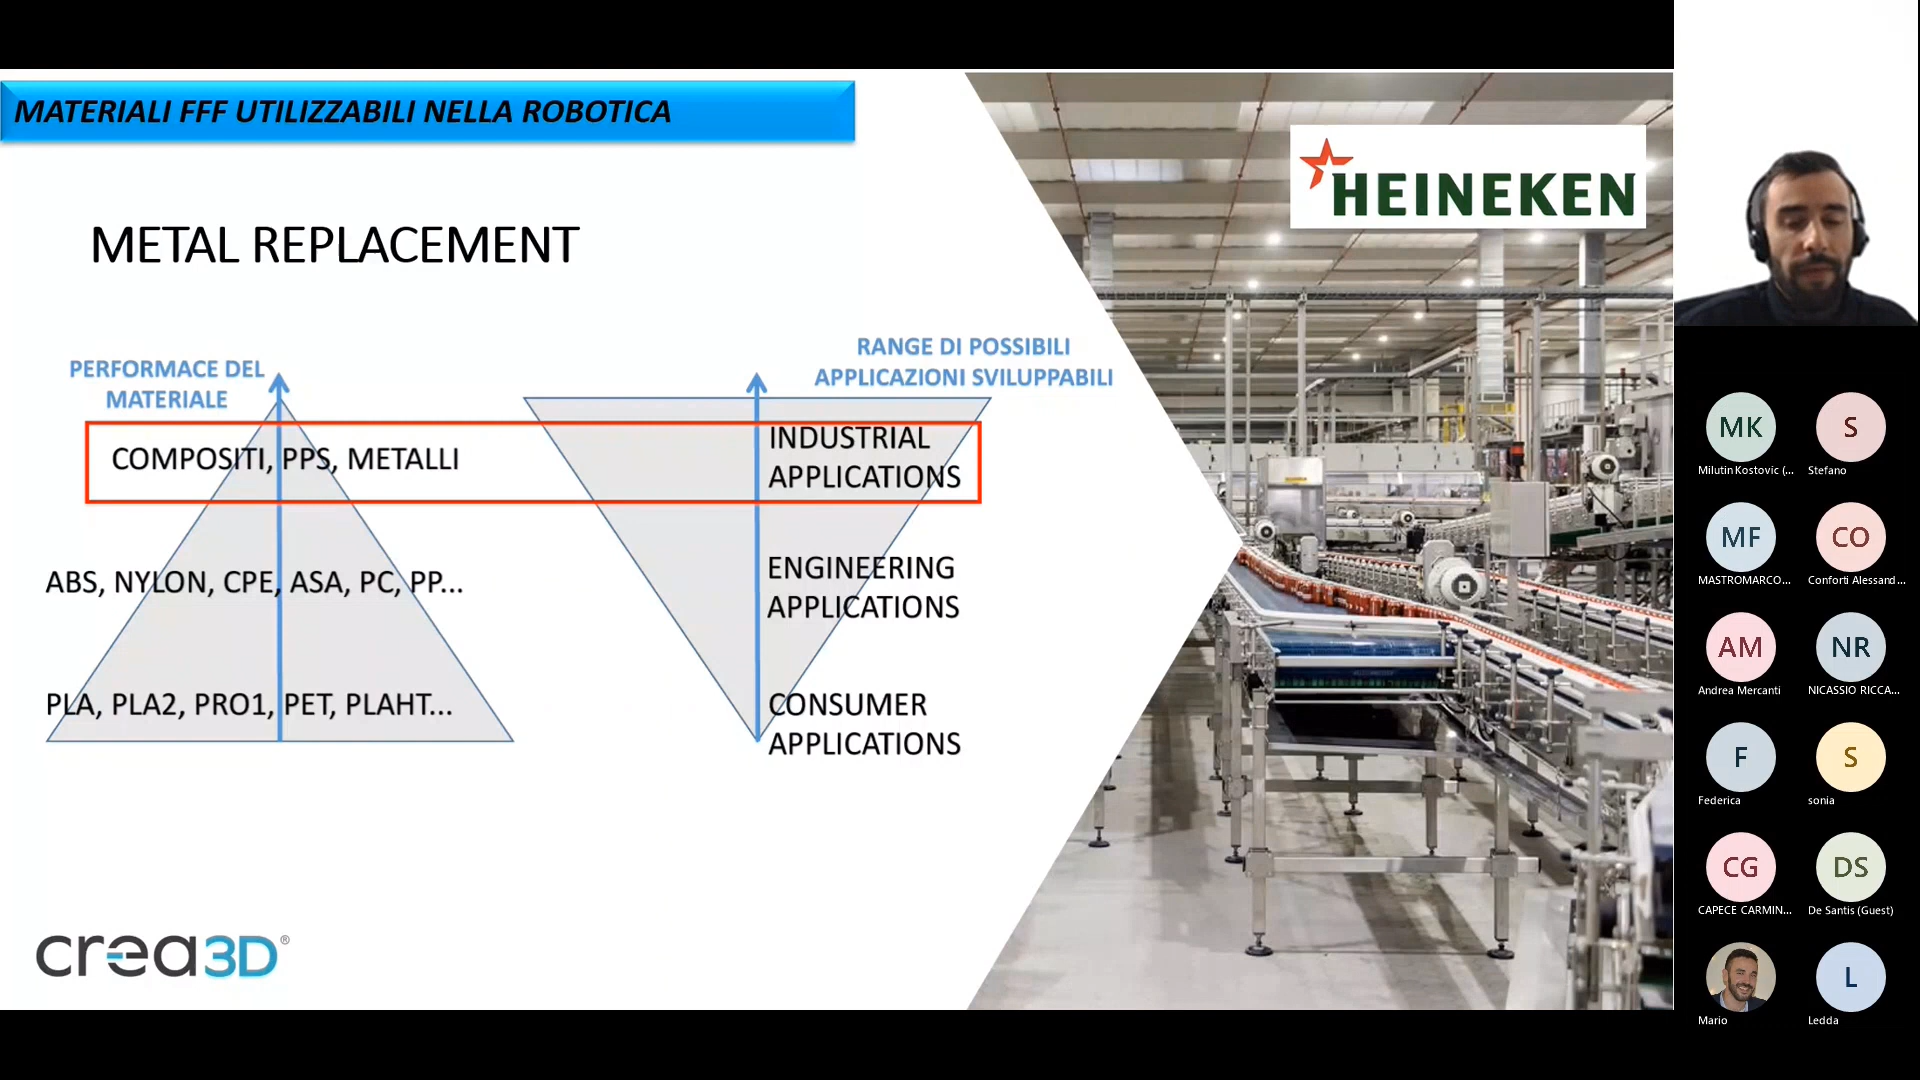 MATERIALI FFF UTILIZZABILI NELLA ROBOTICA
HEINEKEN
METAL REPLACEMENT
PERFORMACE DEL
MATERIALE
COMPOSITI, PPS, METALLI
ABS, NYLON, CPE, ASA, PC, PP...
PLA, PLA2, PRO1, PET, PLAHT...
RANGE DI POSSIBILI
APPLICAZIONI SVILUPPABILI
INDUSTRIAL
APPLICATIONS
ENGINEERING
APPLICATIONS
CONSUMER
APPLICATIONS
crea3D®
MK
Milutin Kostovic (...
S
Stefano
MF
MASTROMARCO...
CO
Conforti Alessand...
AM
Andrea Mercanti
NR
NICASSIO RICCA...
F
Federica
S
sonia
CG
CAPECE CARMIN...
DS
De Santis (Guest)
Mario
L
Ledda